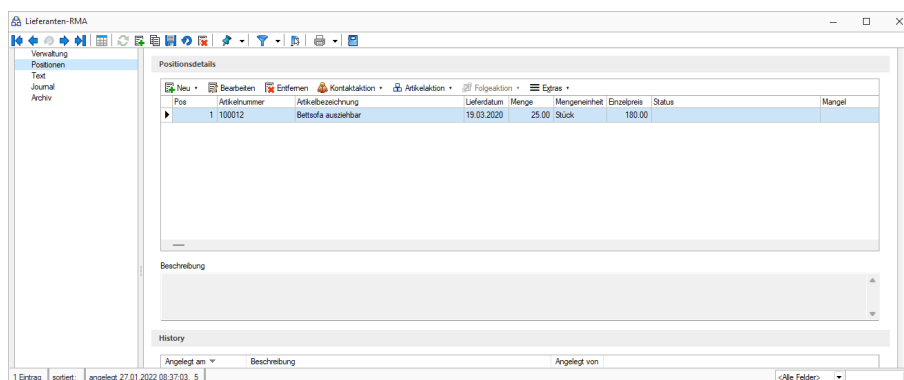 Lieferanten-RMA
Verwaltung
Positionen
Text
Journal
Archiv
Positionsdetails
Neu Bearbeiten Entfernen Kontaktaktion Artikelaktion Folgeaktion Extras
Pos Artikelnummer Artikelbezeichnung Lieferdatum Menge Mengeneinheit Einzelpreis Status Mangel
1 100012 Bettsofa ausziehbar 19.03.2020 25.00 Stück 180.00
Beschreibung
History
Angelegt am Beschreibung Angelegt von
1 Eintrag sortiert: angelegt 27.01.2022 08:37:03, 5 <Alle Felder>